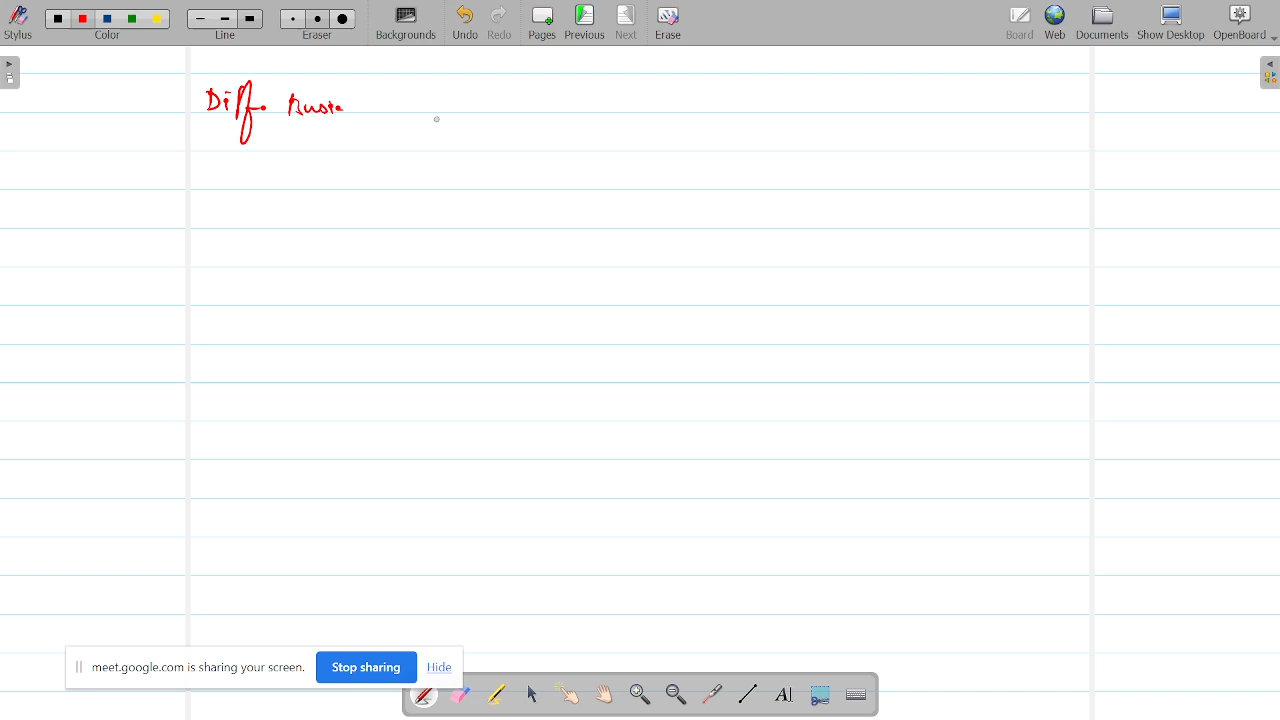 Stylus Color Line Eraser Backgrounds Undo Redo Pages Previous Next Erase Board Web Documents Show Desktop OpenBoard
Diff.
meet.google.com is sharing your screen. Stop sharing Hide